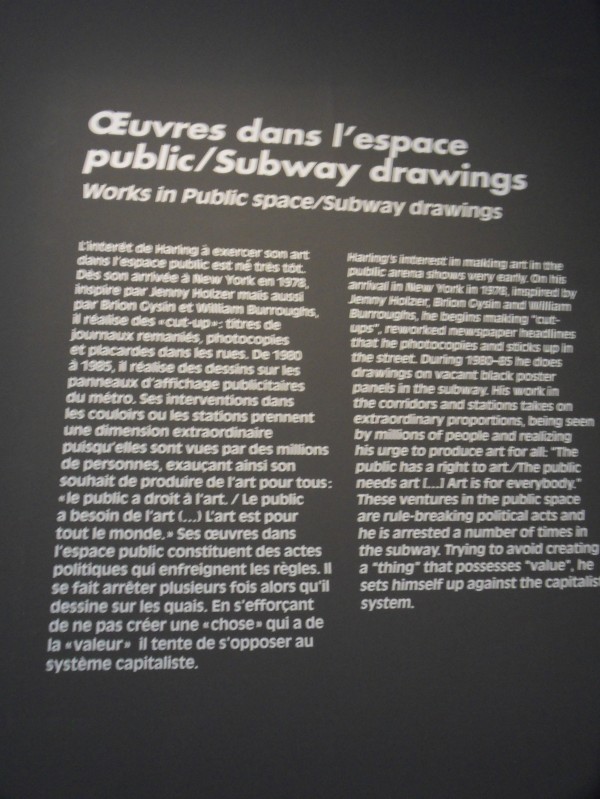 Œuvres dans l'espace
public/Subway drawings
Works in Public space/Subway drawings
L'interêt de Haring à exercer son art
dans l'espace public est né très tôt.
Dès son arrivée à New York en 1978,
inspire par Jenny Holzer mais aussi
par Brion Gysin et William Burroughs,
il réalise des «cut-up»: titres de
journaux remaniés, photocopies
et placardes dans les rues. De 1980
à 1985, il réalise des dessins sur les
panneaux d'affichage publicitaires
du métro. Ses interventions dans
les couloirs ou les stations prennent
une dimension extraordinaire
puisqu'elles sont vues par des millions
de personnes, exauçant ainsi son
souhait de produire de l'art pour tous:
«le public a droit à l'art. / Le public
a besoin de l'art (...) L'art est pour
tout le monde.» Ses œuvres dans
l'espace public constituent des actes
politiques qui enfreignent les règles. Il
se fait arrêter plusieurs fois alors qu'il
dessine sur les quais. En s'efforçant
de ne pas créer une «chose» qui a de
la «valeur» il tente de s'opposer au
système capitaliste.
Haring's interest in making art in the
public arena shows very early. On his
arrival in New York in 1978, inspired by
Jenny Holzer, Brion Gysin and William
Burroughs, he begins making "cut-
ups", reworked newspaper headlines
that he photocopies and sticks up in
the street. During 1980–85 he does
drawings on vacant black poster
panels in the subway. His work in
the corridors and stations takes on
extraordinary proportions, being seen
by millions of people and realizing
his urge to produce art for all: "The
public has a right to art./The public
needs art [...] Art is for everybody."
These ventures in the public space
are rule-breaking political acts and
he is arrested a number of times in
the subway. Trying to avoid creating
a "thing" that possesses "value", he
sets himself up against the capitalist
system.